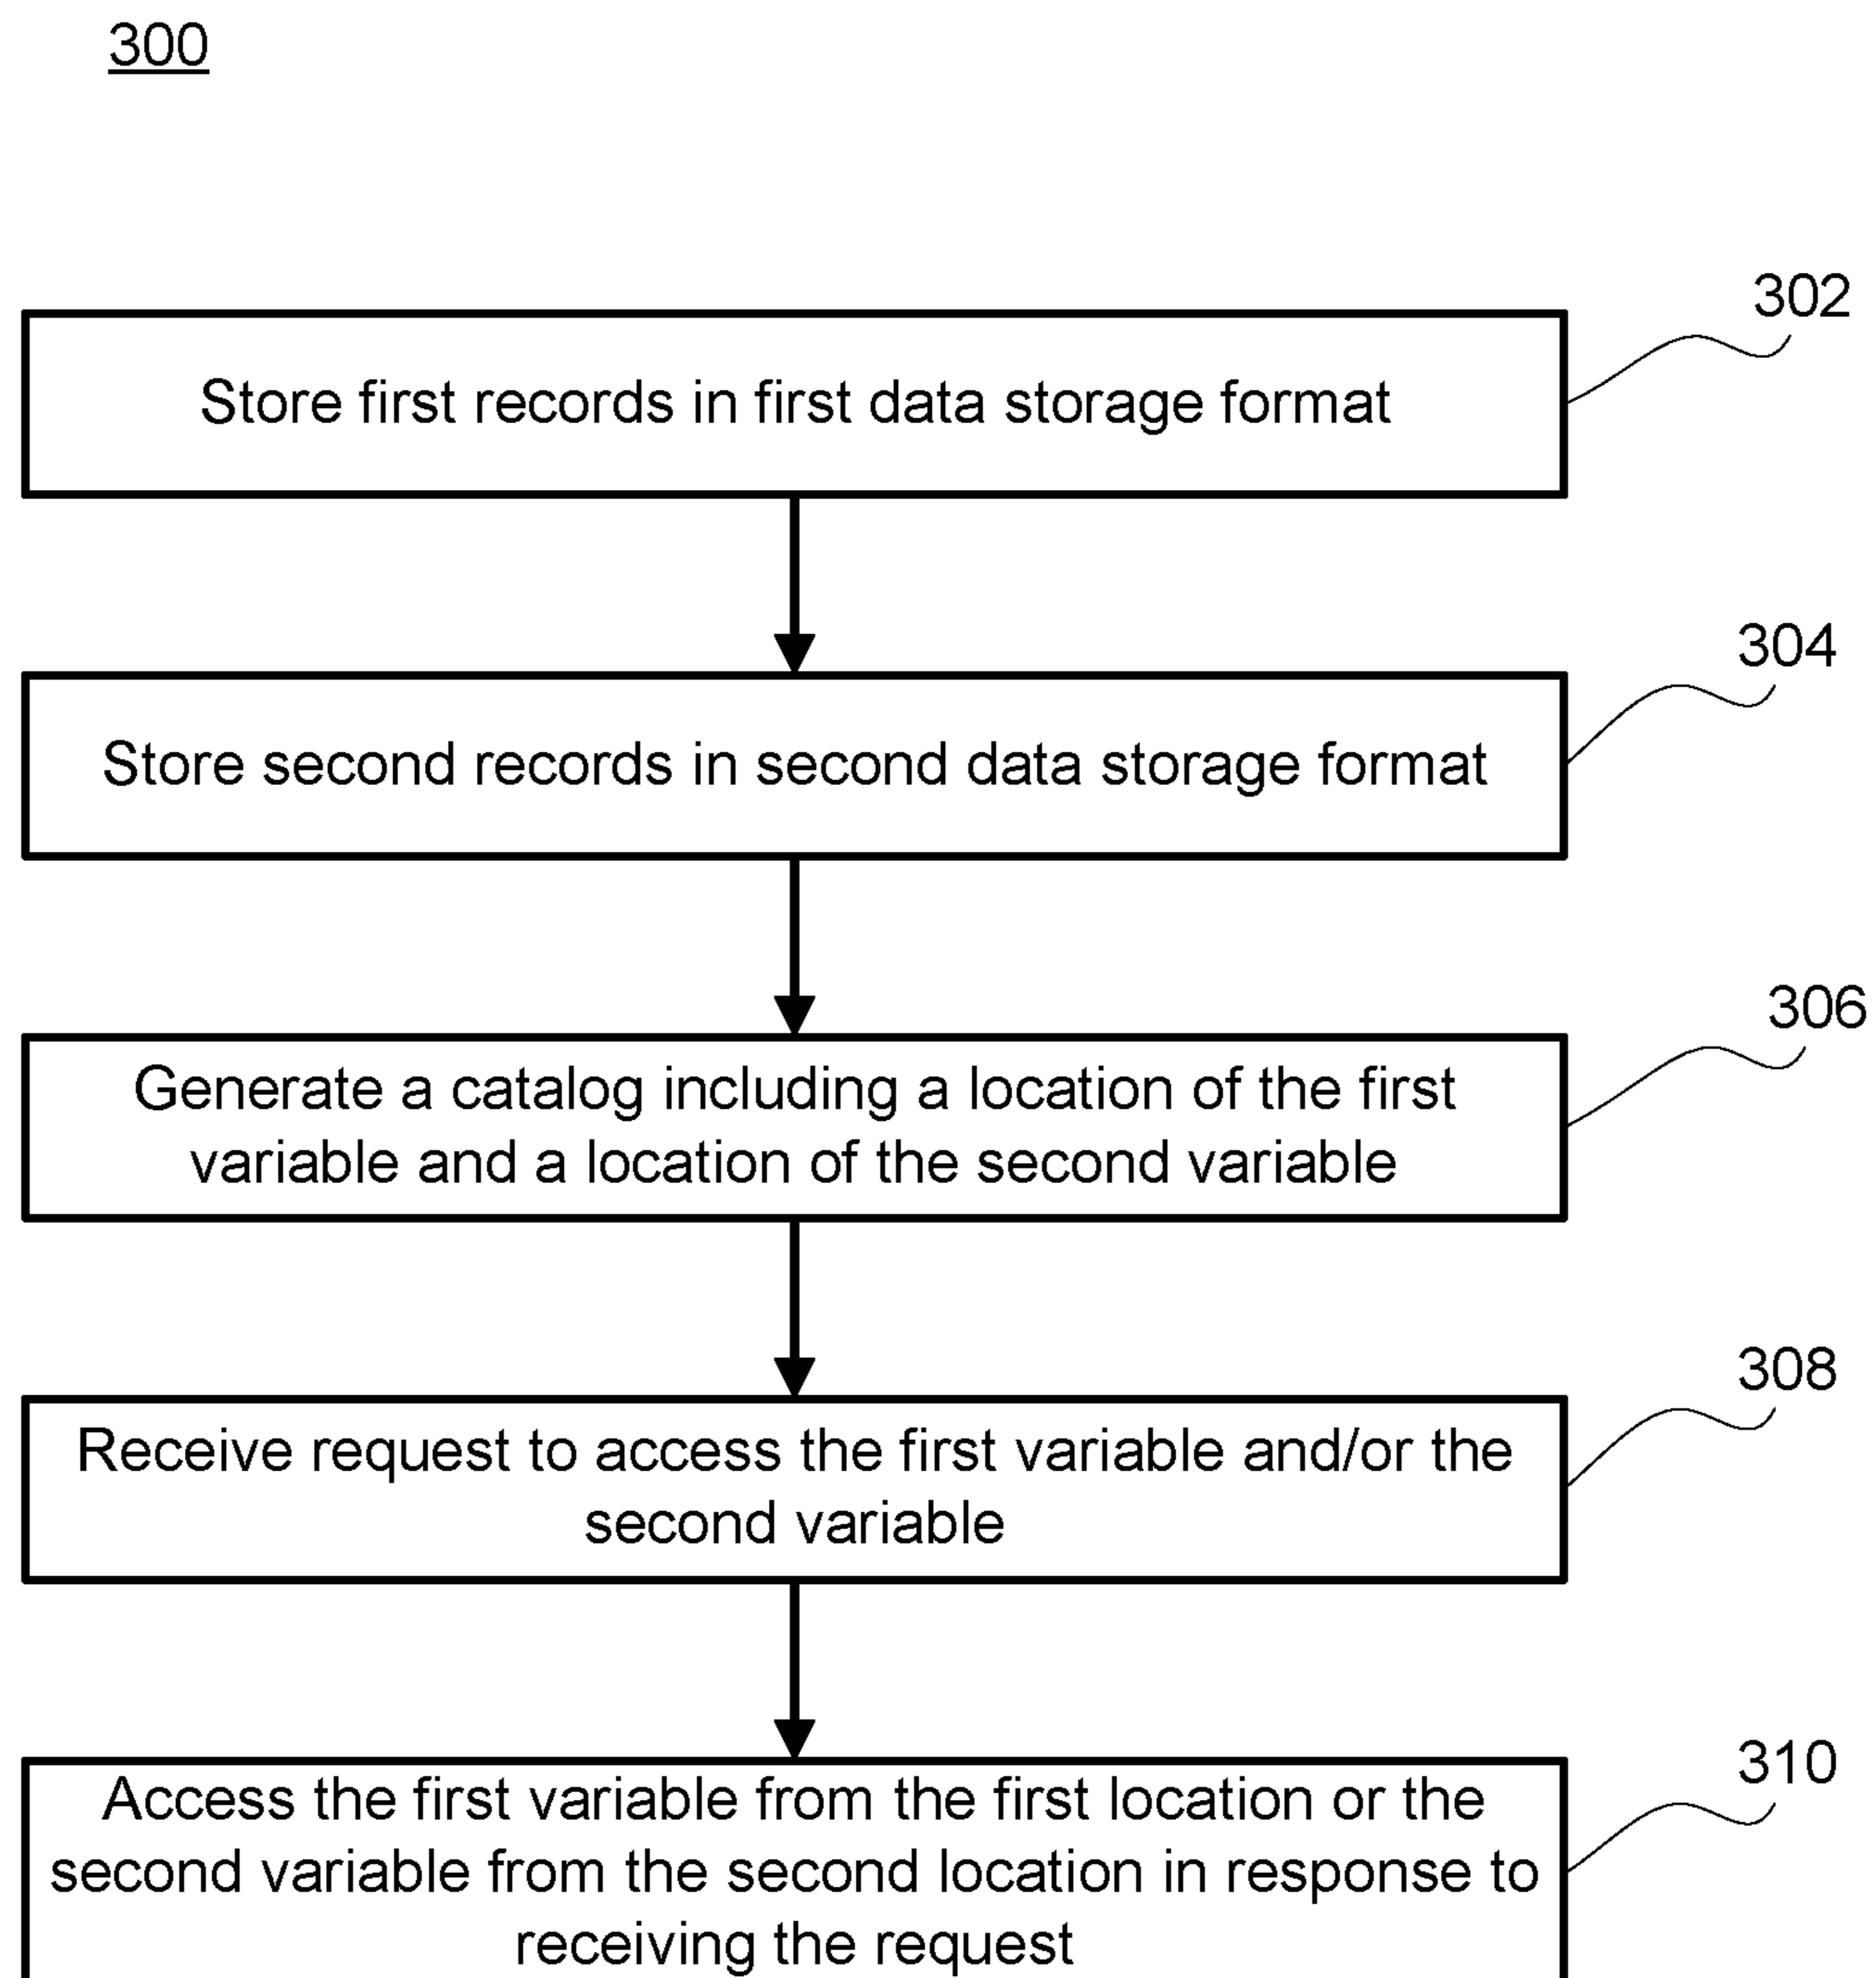 300
302
Store first records in first data storage format
304
Store second records in second data storage format
306
Generate a catalog including a location of the first
variable and a location of the second variable
308
Receive request to access the first variable and/or the
second variable
310
Access the first variable from the first location or the
second variable from the second location in response to
receiving the request